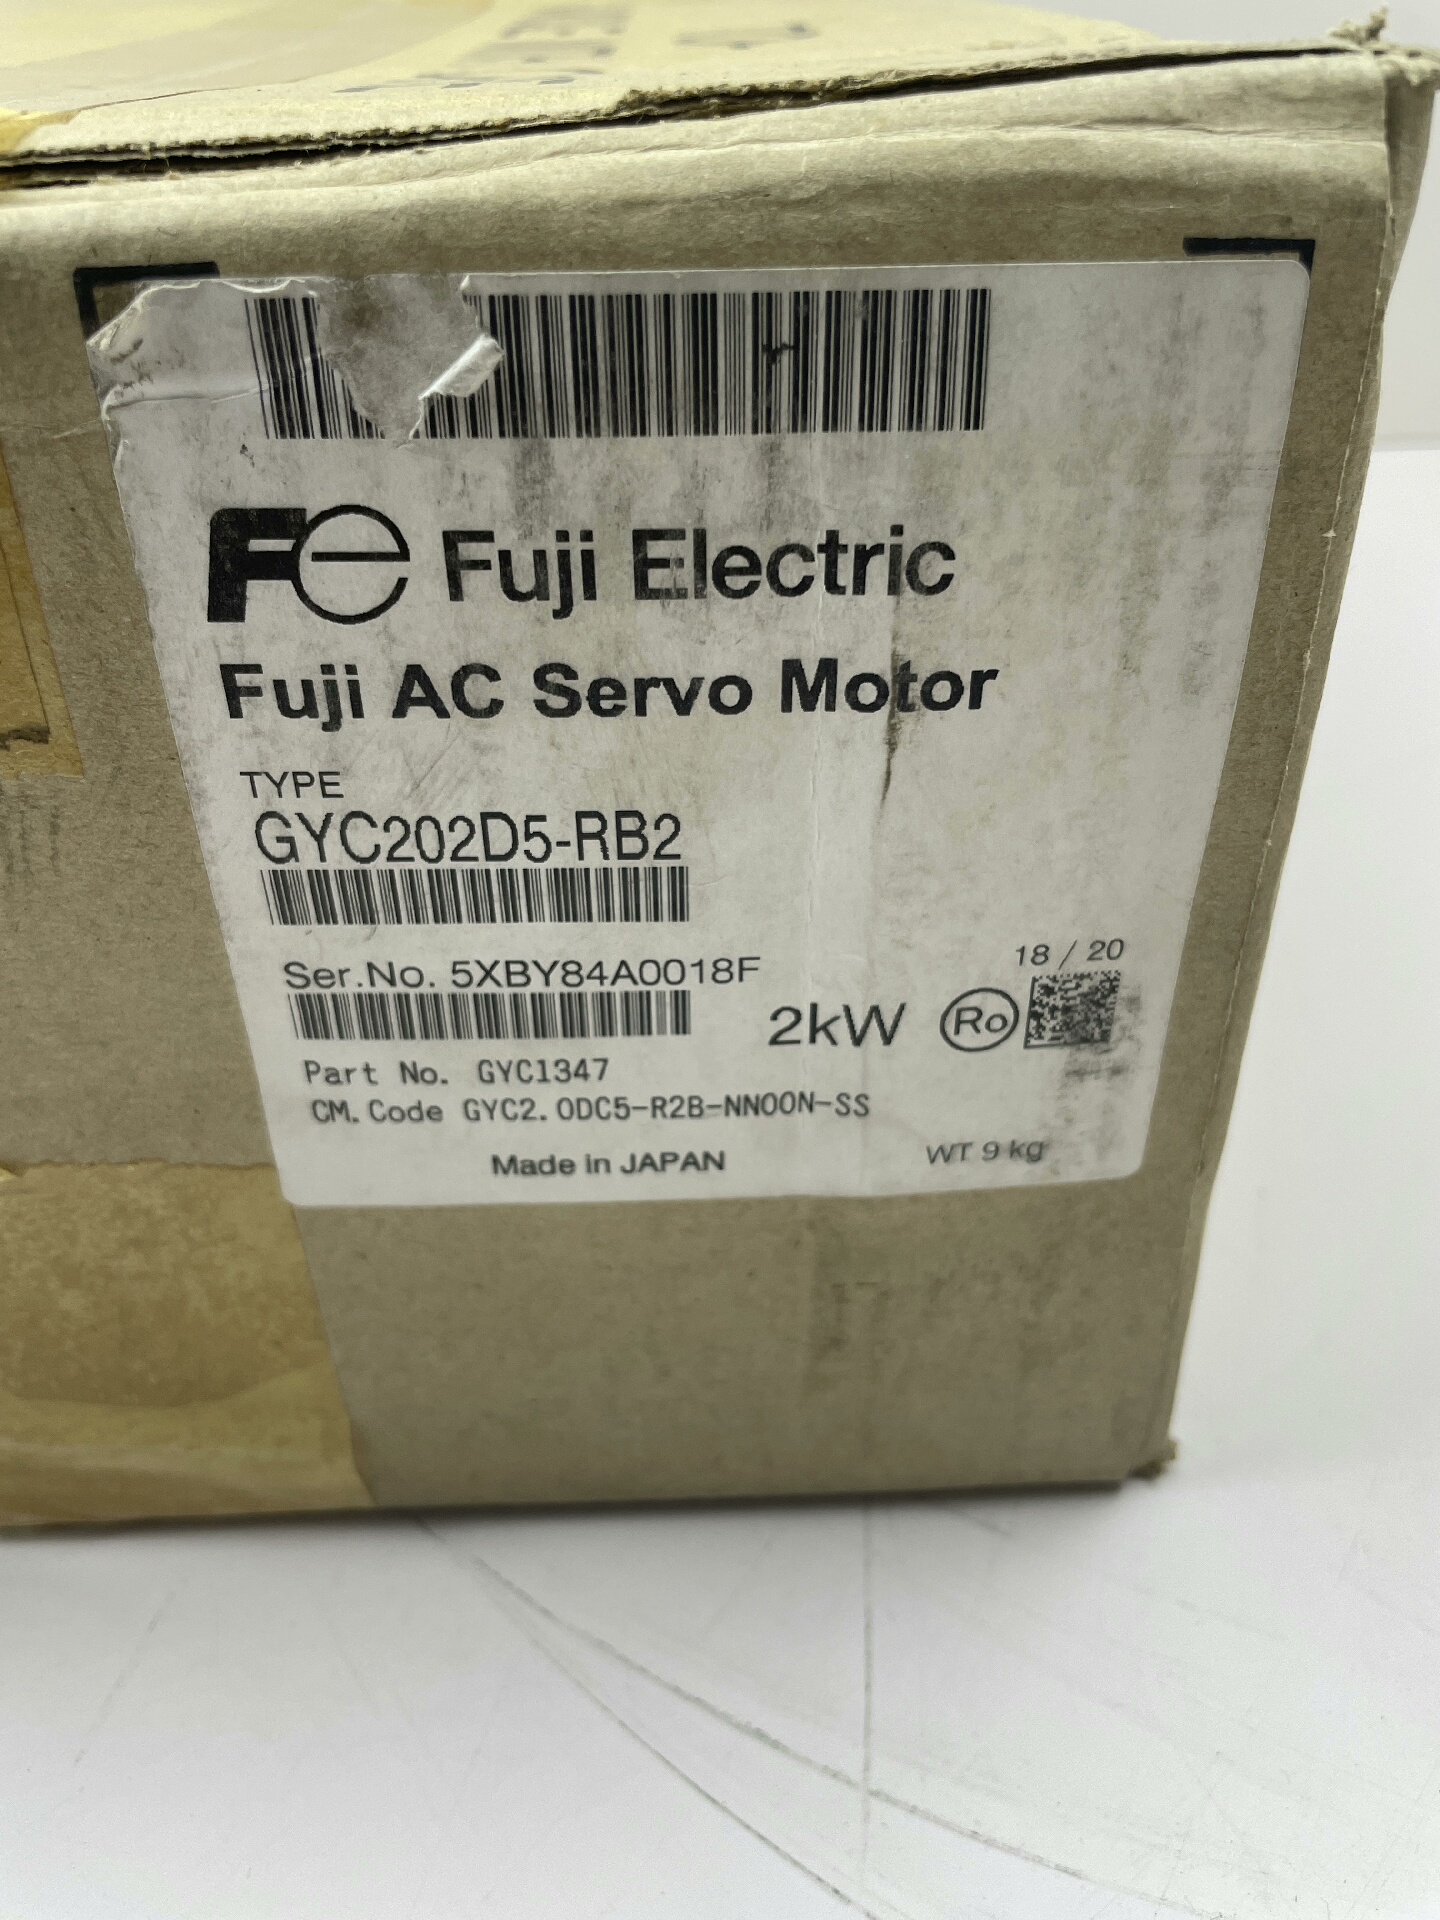 Fe Fuji Electric
Fuji AC Servo Motor
TYPE
GYC202D5-RB2
18 / 20
Ser.No. 5XBY84A0018F
2kW Ro
Part No. GYC1347
CM.Code GYC2.0DC5-R2B-NN00N-SS
Made in JAPAN
WT 9 kg